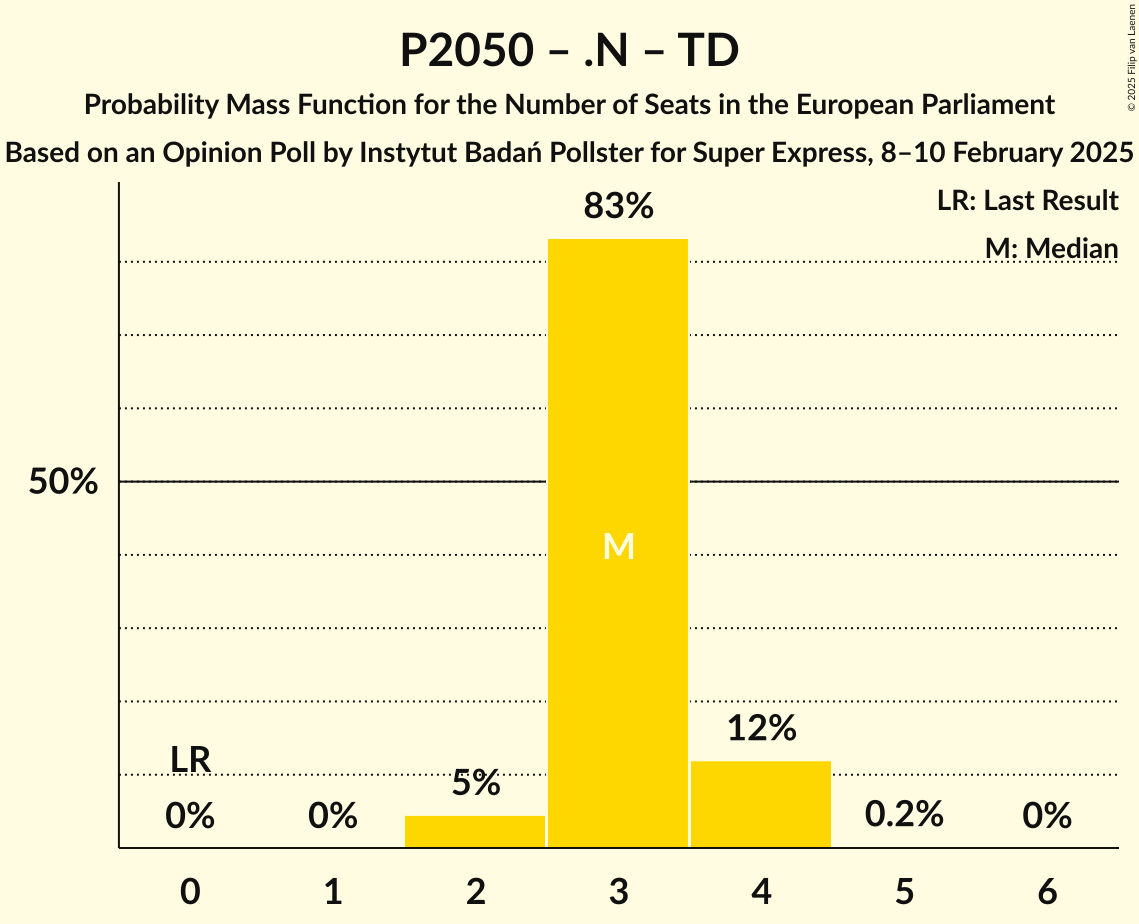 P2050 – .N – TD
Probability Mass Function for the Number of Seats in the European Parliament
Based on an Opinion Poll by Instytut Badań Pollster for Super Express, 8–10 February 2025
© 2025 Filip van Laenen
LR: Last Result
M: Median
83%
50%
M
12%
LR
5%
0% 0% 0.2% 0%
0 1 2 3 4 5 6